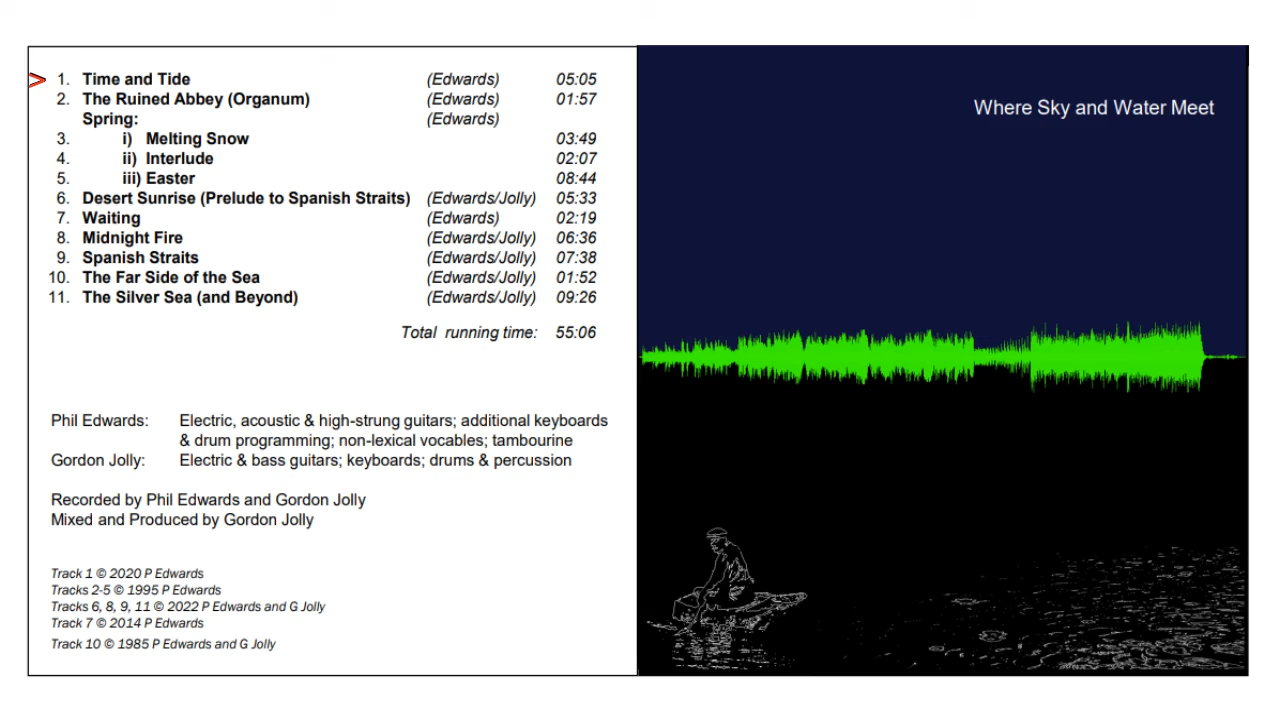 > 1. Time and Tide (Edwards) 05:05
2. The Ruined Abbey (Organum) (Edwards) 01:57
Spring: (Edwards)
3. i) Melting Snow 03:49
4. ii) Interlude 02:07
5. iii) Easter 08:44
6. Desert Sunrise (Prelude to Spanish Straits) (Edwards/Jolly) 05:33
7. Waiting (Edwards) 02:19
8. Midnight Fire (Edwards/Jolly) 06:36
9. Spanish Straits (Edwards/Jolly) 07:38
10. The Far Side of the Sea (Edwards/Jolly) 01:52
11. The Silver Sea (and Beyond) (Edwards/Jolly) 09:26
Total running time: 55:06
Phil Edwards: Electric, acoustic & high-strung guitars; additional keyboards
& drum programming; non-lexical vocables; tambourine
Gordon Jolly: Electric & bass guitars; keyboards; drums & percussion
Recorded by Phil Edwards and Gordon Jolly
Mixed and Produced by Gordon Jolly
Track 1 © 2020 P Edwards
Tracks 2-5 © 1995 P Edwards
Tracks 6, 8, 9, 11 © 2022 P Edwards and G Jolly
Track 7 © 2014 P Edwards
Track 10 © 1985 P Edwards and G Jolly
Where Sky and Water Meet